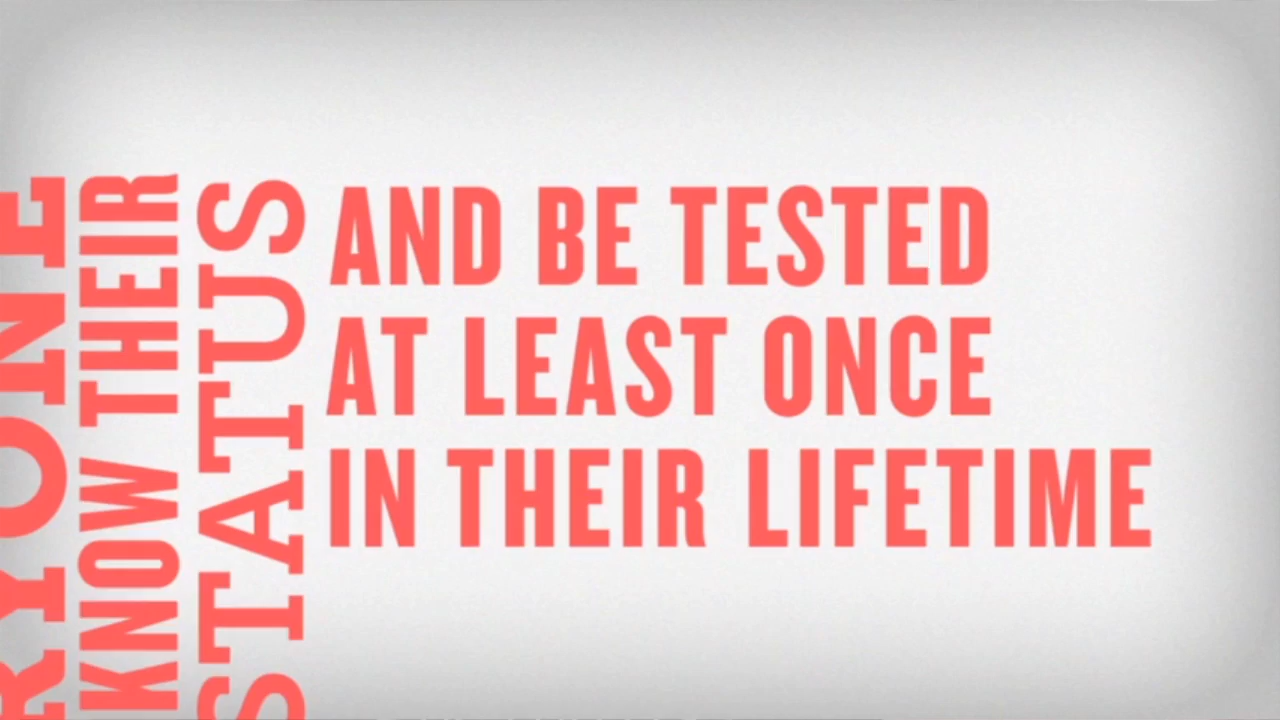 RYONE
KNOW THEIR
STATUS
AND BE TESTED
AT LEAST ONCE
IN THEIR LIFETIME